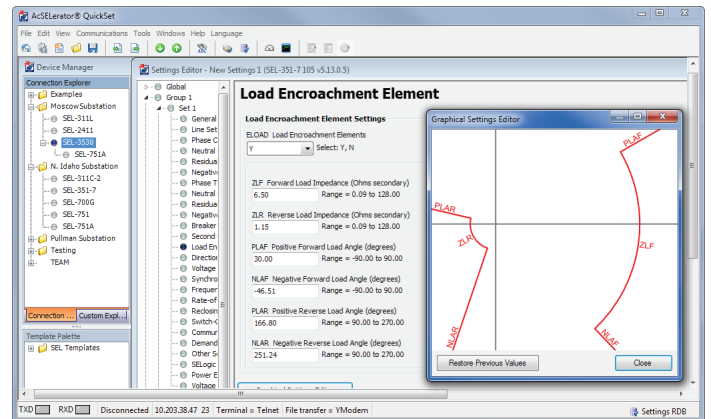 AcSELerator® QuickSet
File Edit View Communications Tools Windows Help Language
Device Manager
Connection Explorer
Examples
MoscowSubstation
SEL-311L
SEL-2411
SEL-3530
SEL-751A
N. Idaho Substation
SEL-311C-2
SEL-351-7
SEL-700G
SEL-751
SEL-751A
Pullman Substation
Testing
TEAM
Connection ... Custom Expl...
Template Palette
SEL Templates
Settings Editor - New Settings 1 (SEL-351-7 105 v5.13.0.5)
Global
Group 1
Set 1
General
Line Set
Phase O
Neutral
Residua
Negativ
Phase T
Neutral
Residua
Negativ
Breaker
Second
Load En
Direction
Voltage
Synchro
Frequen
Rate-of
Reclosin
Switch-O
Commun
Demand
Other Se
SELogic
Power E
Voltage
Load Encroachment Element
Load Encroachment Element Settings
ELOAD Load Encroachment Elements
Y Select: Y, N
ZLF Forward Load Impedance (Ohms secondary)
6.50 Range = 0.09 to 128.00
ZLR Reverse Load Impedance (Ohms secondary)
1.15 Range = 0.09 to 128.00
PLAF Positive Forward Load Angle (degrees)
30.00 Range = -90.00 to 90.00
NLAF Negative Forward Load Angle (degrees)
-46.51 Range = -90.00 to 90.00
PLAR Positive Reverse Load Angle (degrees)
166.80 Range = 90.00 to 270.00
NLAR Negative Reverse Load Angle (degrees)
251.24 Range = 90.00 to 270.00
Graphical Settings Editor
PLAF
PLAR
ZLR
ZLF
NLAR
NLAF
Restore Previous Values Close
TXD RXD Disconnected 10.203.38.47 23 Terminal = Telnet File transfer = YModem Settings RDB